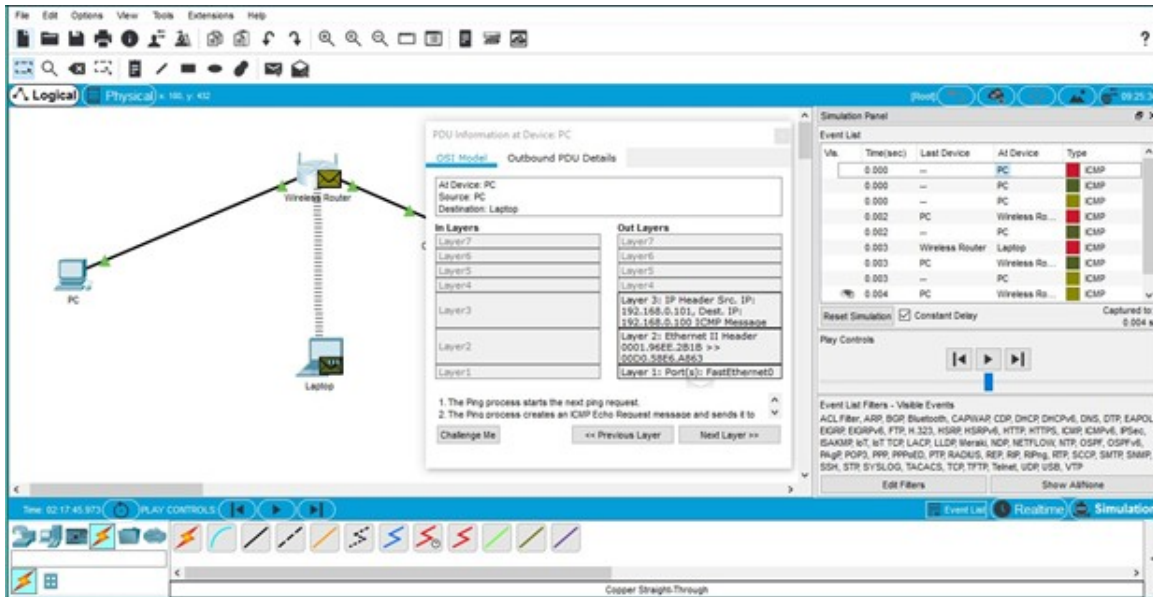 File Edit Options View Tools Extensions Help
?
Logical Physical x: 160, y: 432
[Root]
Simulation Panel
Event List
Vis. Time(sec) Last Device At Device Type
0.000 -- PC ICMP
0.000 -- PC ICMP
0.000 -- PC ICMP
0.002 PC Wireless Ro... ICMP
0.002 -- PC ICMP
0.003 Wireless Router Laptop ICMP
0.003 PC Wireless Ro... ICMP
0.003 -- PC ICMP
0.004 PC Wireless Ro... ICMP
Reset Simulation Constant Delay Captured to:
0.004 s
Play Controls
Event List Filters - Visible Events
ACL Filter, ARP, BGP, Bluetooth, CAPWAP, CDP, DHCP, DHCPv6, DNS, DTP, EAPOL,
EIGRP, EIGRPv6, FTP, H.323, HSRP, HSRPv6, HTTP, HTTPS, ICMP, ICMPv6, IPSec,
ISAKMP, IoT, IoT TCP, LACP, LLDP, Meraki, NDP, NETFLOW, NTP, OSPF, OSPFv6,
PAgP, POP3, PPP, PPPoED, PTP, RADIUS, REP, RIP, RIPng, RTP, SCCP, SMTP, SNMP,
SSH, STP, SYSLOG, TACACS, TCP, TFTP, Telnet, UDP, USB, VTP
Edit Filters Show All/None
PDU Information at Device: PC
OSI Model Outbound PDU Details
At Device: PC
Source: PC
Destination: Laptop
In Layers Out Layers
Layer7 Layer7
Layer6 Layer6
Layer5 Layer5
Layer4 Layer4
Layer3
Layer 3: IP Header Src. IP:
192.168.0.101, Dest. IP:
192.168.0.100 ICMP Message
Layer2
Layer 2: Ethernet II Header
0001.96EE.2B1B >>
00D0.58E6.A863
Layer1 Layer 1: Port(s): FastEthernet0
1. The Ping process starts the next ping request.
2. The Ping process creates an ICMP Echo Request message and sends it to
Challenge Me << Previous Layer Next Layer >>
Wireless Router
PC
Laptop
Time: 02:17:45.973 PLAY CONTROLS
Event List Realtime Simulation
Copper Straight-Through